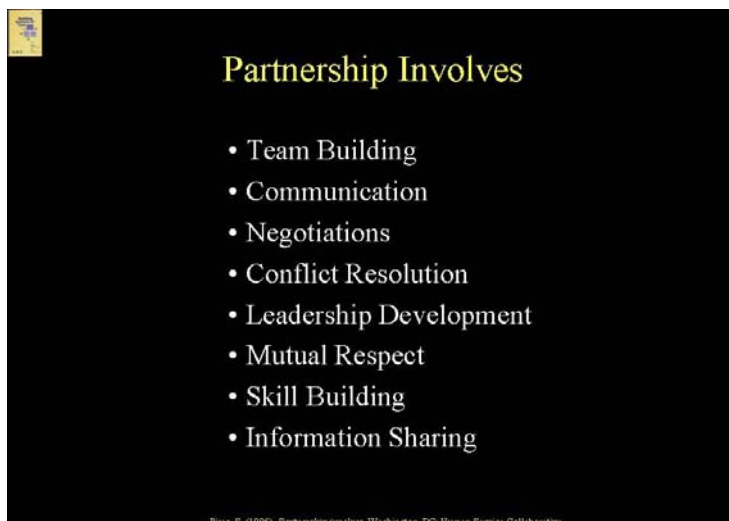 Partnership Involves
• Team Building
• Communication
• Negotiations
• Conflict Resolution
• Leadership Development
• Mutual Respect
• Skill Building
• Information Sharing